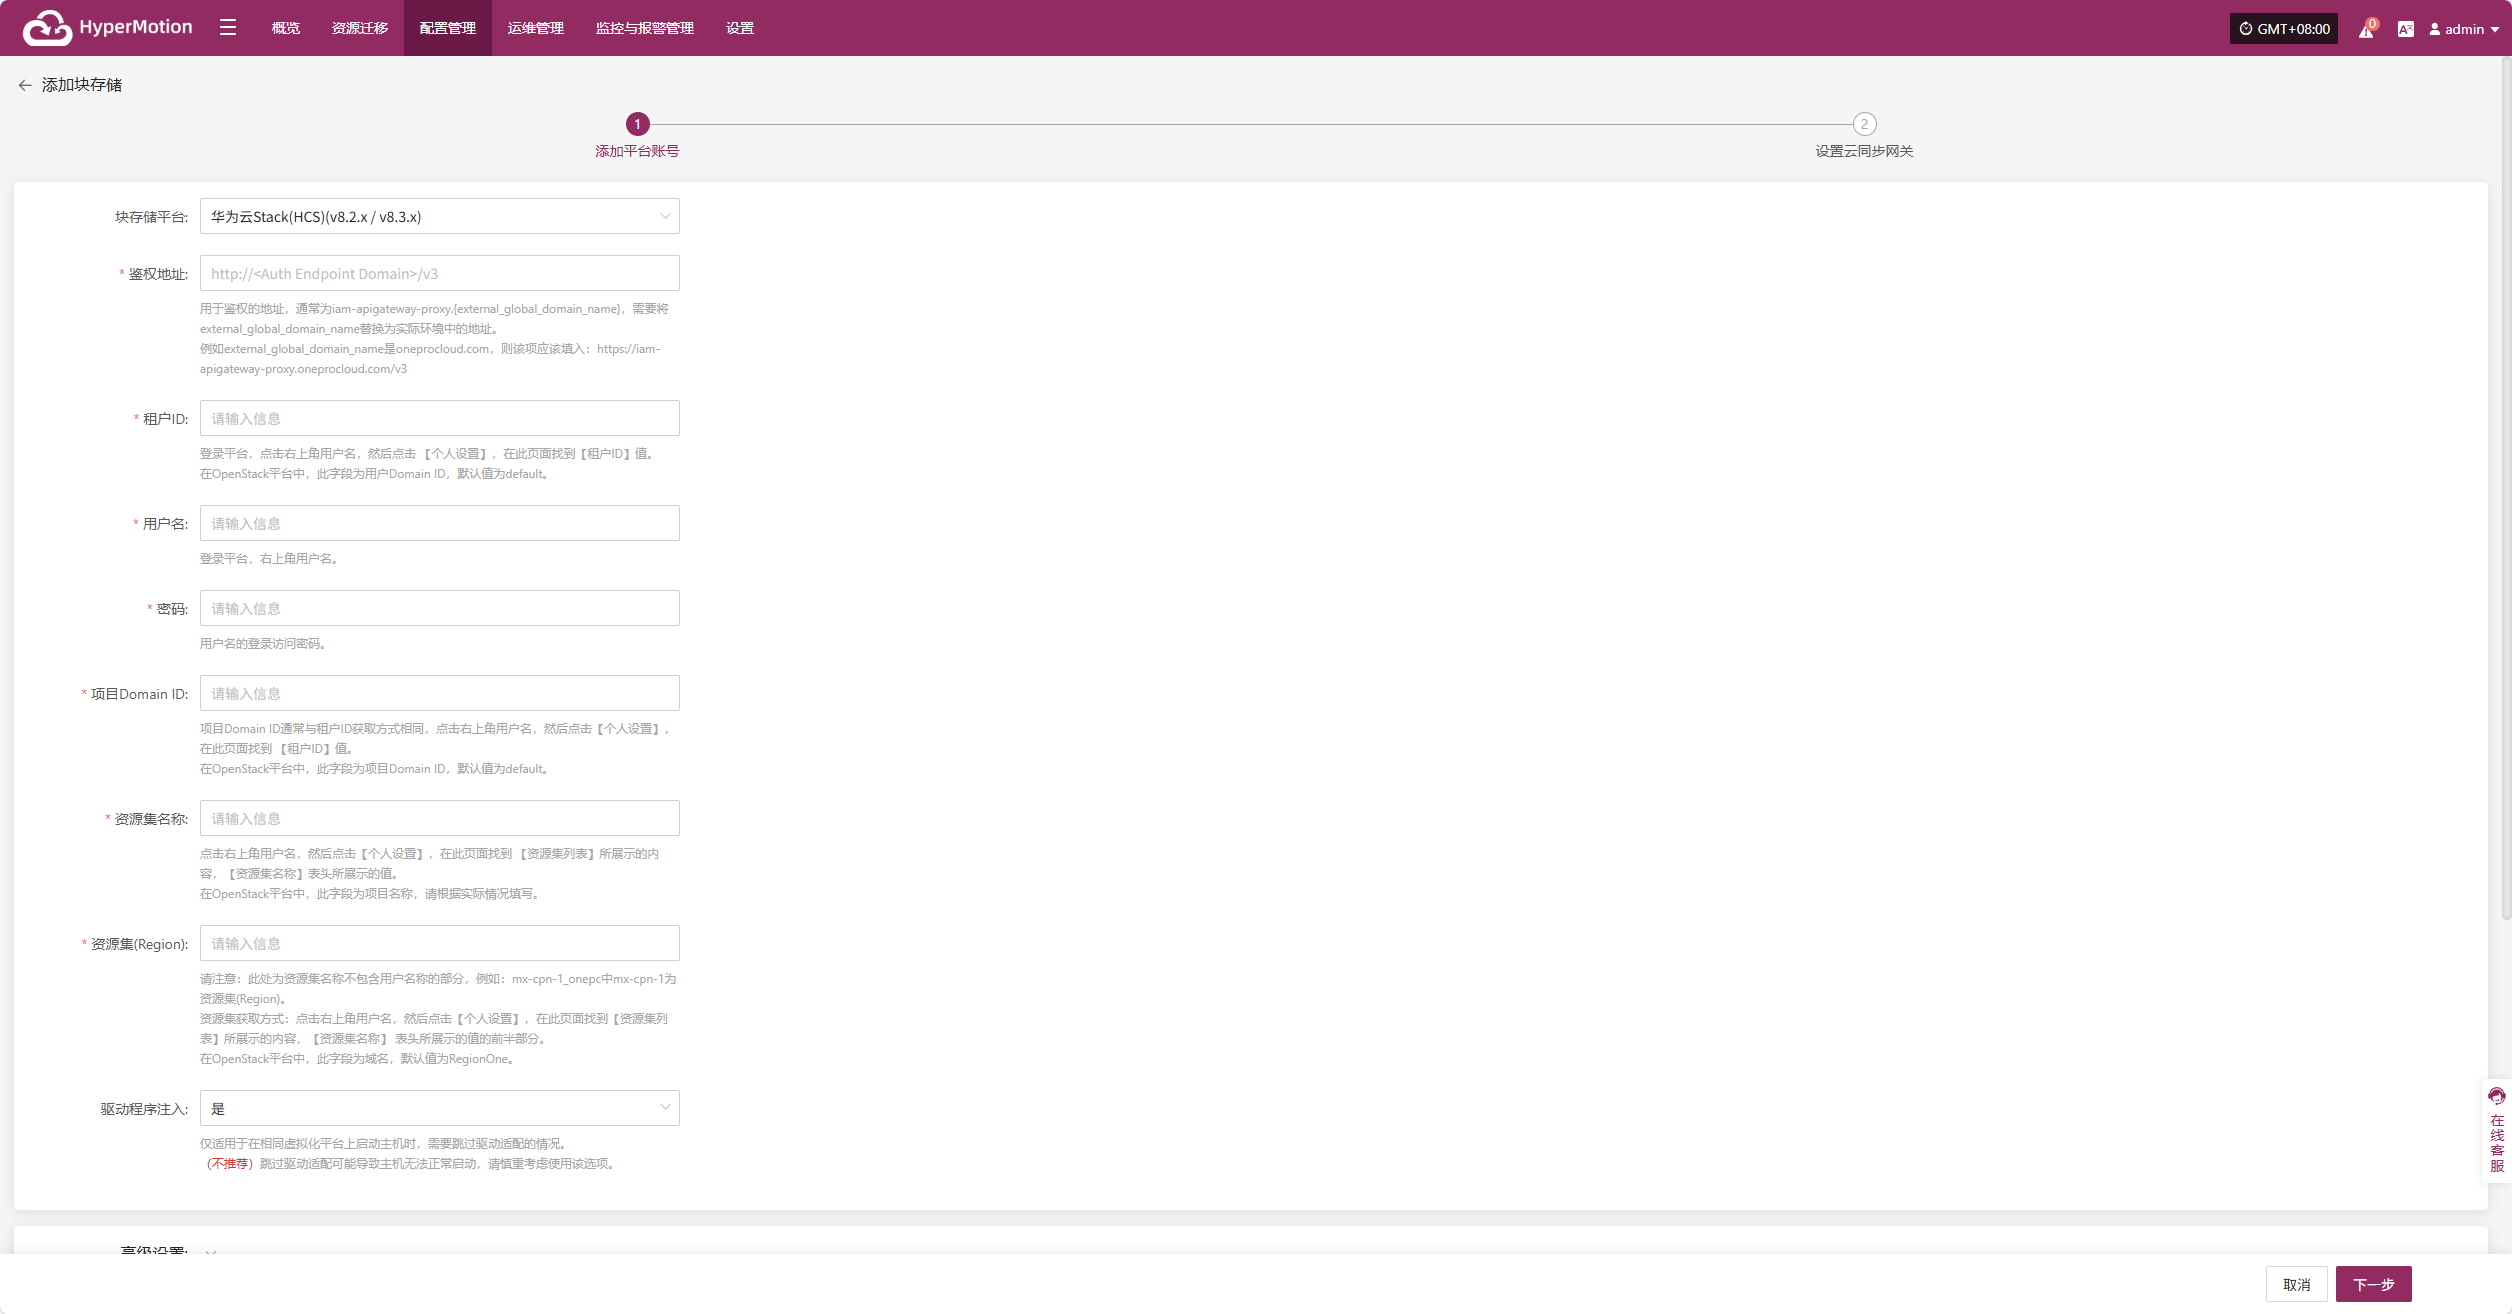 HyperMotion
概览
资源迁移
配置管理
运维管理
监控与报警管理
设置
GMT+08:00
0
admin
添加块存储
1
添加平台账号
2
设置云同步网关
块存储平台:
华为云Stack(HCS)(v8.2.x / v8.3.x)
* 鉴权地址:
http://<Auth Endpoint Domain>/v3
用于鉴权的地址，通常为iam-apigateway-proxy.{external_global_domain_name}，需要将
external_global_domain_name替换为实际环境中的地址。
例如external_global_domain_name是oneprocloud.com，则该项应该填入：https://iam-
apigateway-proxy.oneprocloud.com/v3
* 租户ID:
请输入信息
登录平台，点击右上角用户名，然后点击 【个人设置】，在此页面找到【租户ID】值。
在OpenStack平台中，此字段为用户Domain ID，默认值为default。
* 用户名:
请输入信息
登录平台，右上角用户名。
* 密码:
请输入信息
用户名的登录访问密码。
* 项目Domain ID:
请输入信息
项目Domain ID通常与租户ID获取方式相同，点击右上角用户名，然后点击【个人设置】，
在此页面找到 【租户ID】值。
在OpenStack平台中，此字段为项目Domain ID，默认值为default。
* 资源集名称:
请输入信息
点击右上角用户名，然后点击【个人设置】，在此页面找到 【资源集列表】所展示的内
容，【资源集名称】表头所展示的值。
在OpenStack平台中，此字段为项目名称，请根据实际情况填写。
* 资源集(Region):
请输入信息
请注意：此处为资源集名称不包含用户名称的部分，例如：mx-cpn-1_onepc中mx-cpn-1为
资源集(Region)。
资源集获取方式：点击右上角用户名，然后点击【个人设置】，在此页面找到【资源集列
表】所展示的内容，【资源集名称】 表头所展示的值的前半部分。
在OpenStack平台中，此字段为域名，默认值为RegionOne。
驱动程序注入:
是
仅适用于在相同虚拟化平台上启动主机时，需要跳过驱动适配的情况。
（不推荐）跳过驱动适配可能导致主机无法正常启动，请慎重考虑使用该选项。
在线客服
高级设置:
取消
下一步